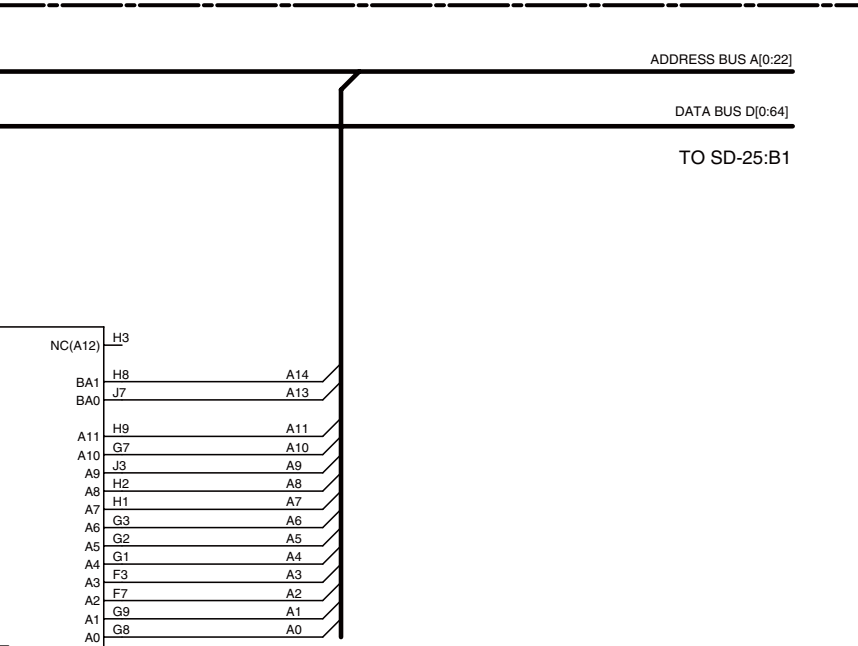 ADDRESS BUS A[0:22]
DATA BUS D[0:64]
TO SD-25:B1
NC(A12) H3
BA1 H8 A14
BA0 J7 A13
A11 H9 A11
A10 G7 A10
A9 J3 A9
A8 H2 A8
A7 H1 A7
A6 G3 A6
A5 G2 A5
A4 G1 A4
A3 F3 A3
A2 F7 A2
A1 G9 A1
A0 G8 A0